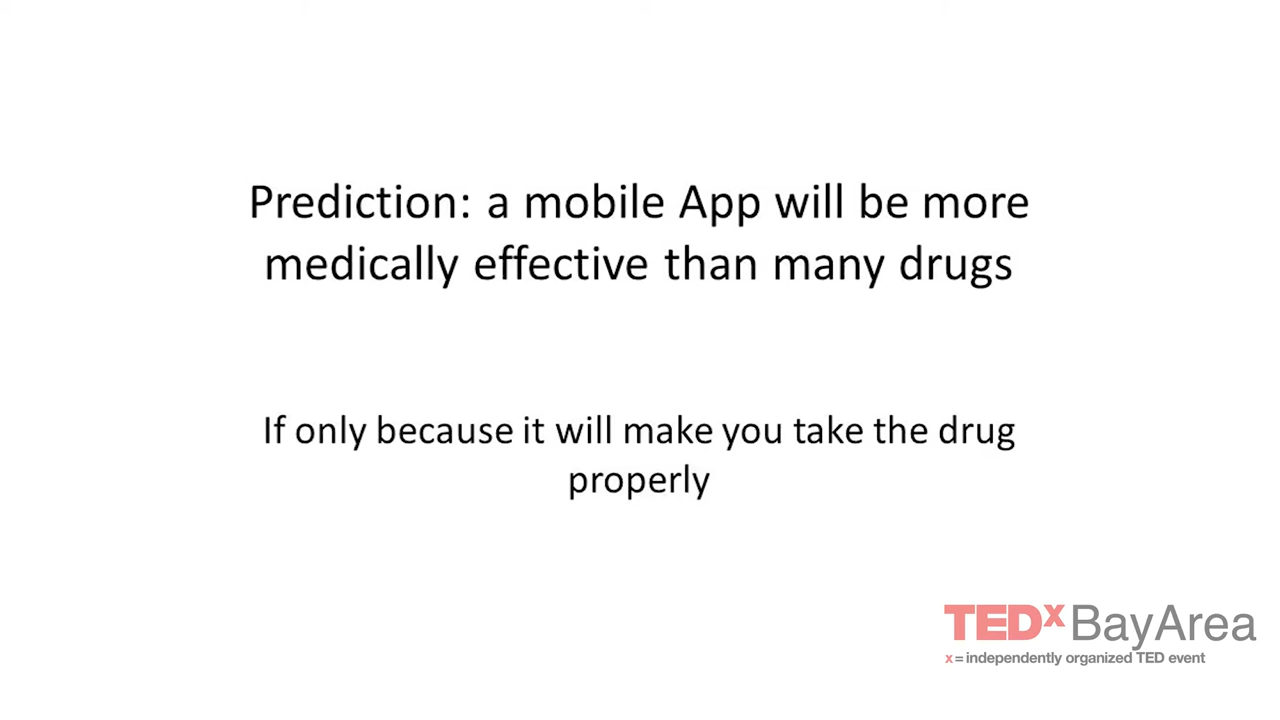 Prediction: a mobile App will be more
medically effective than many drugs
If only because it will make you take the drug
properly
TEDx BayArea
x = independently organized TED event